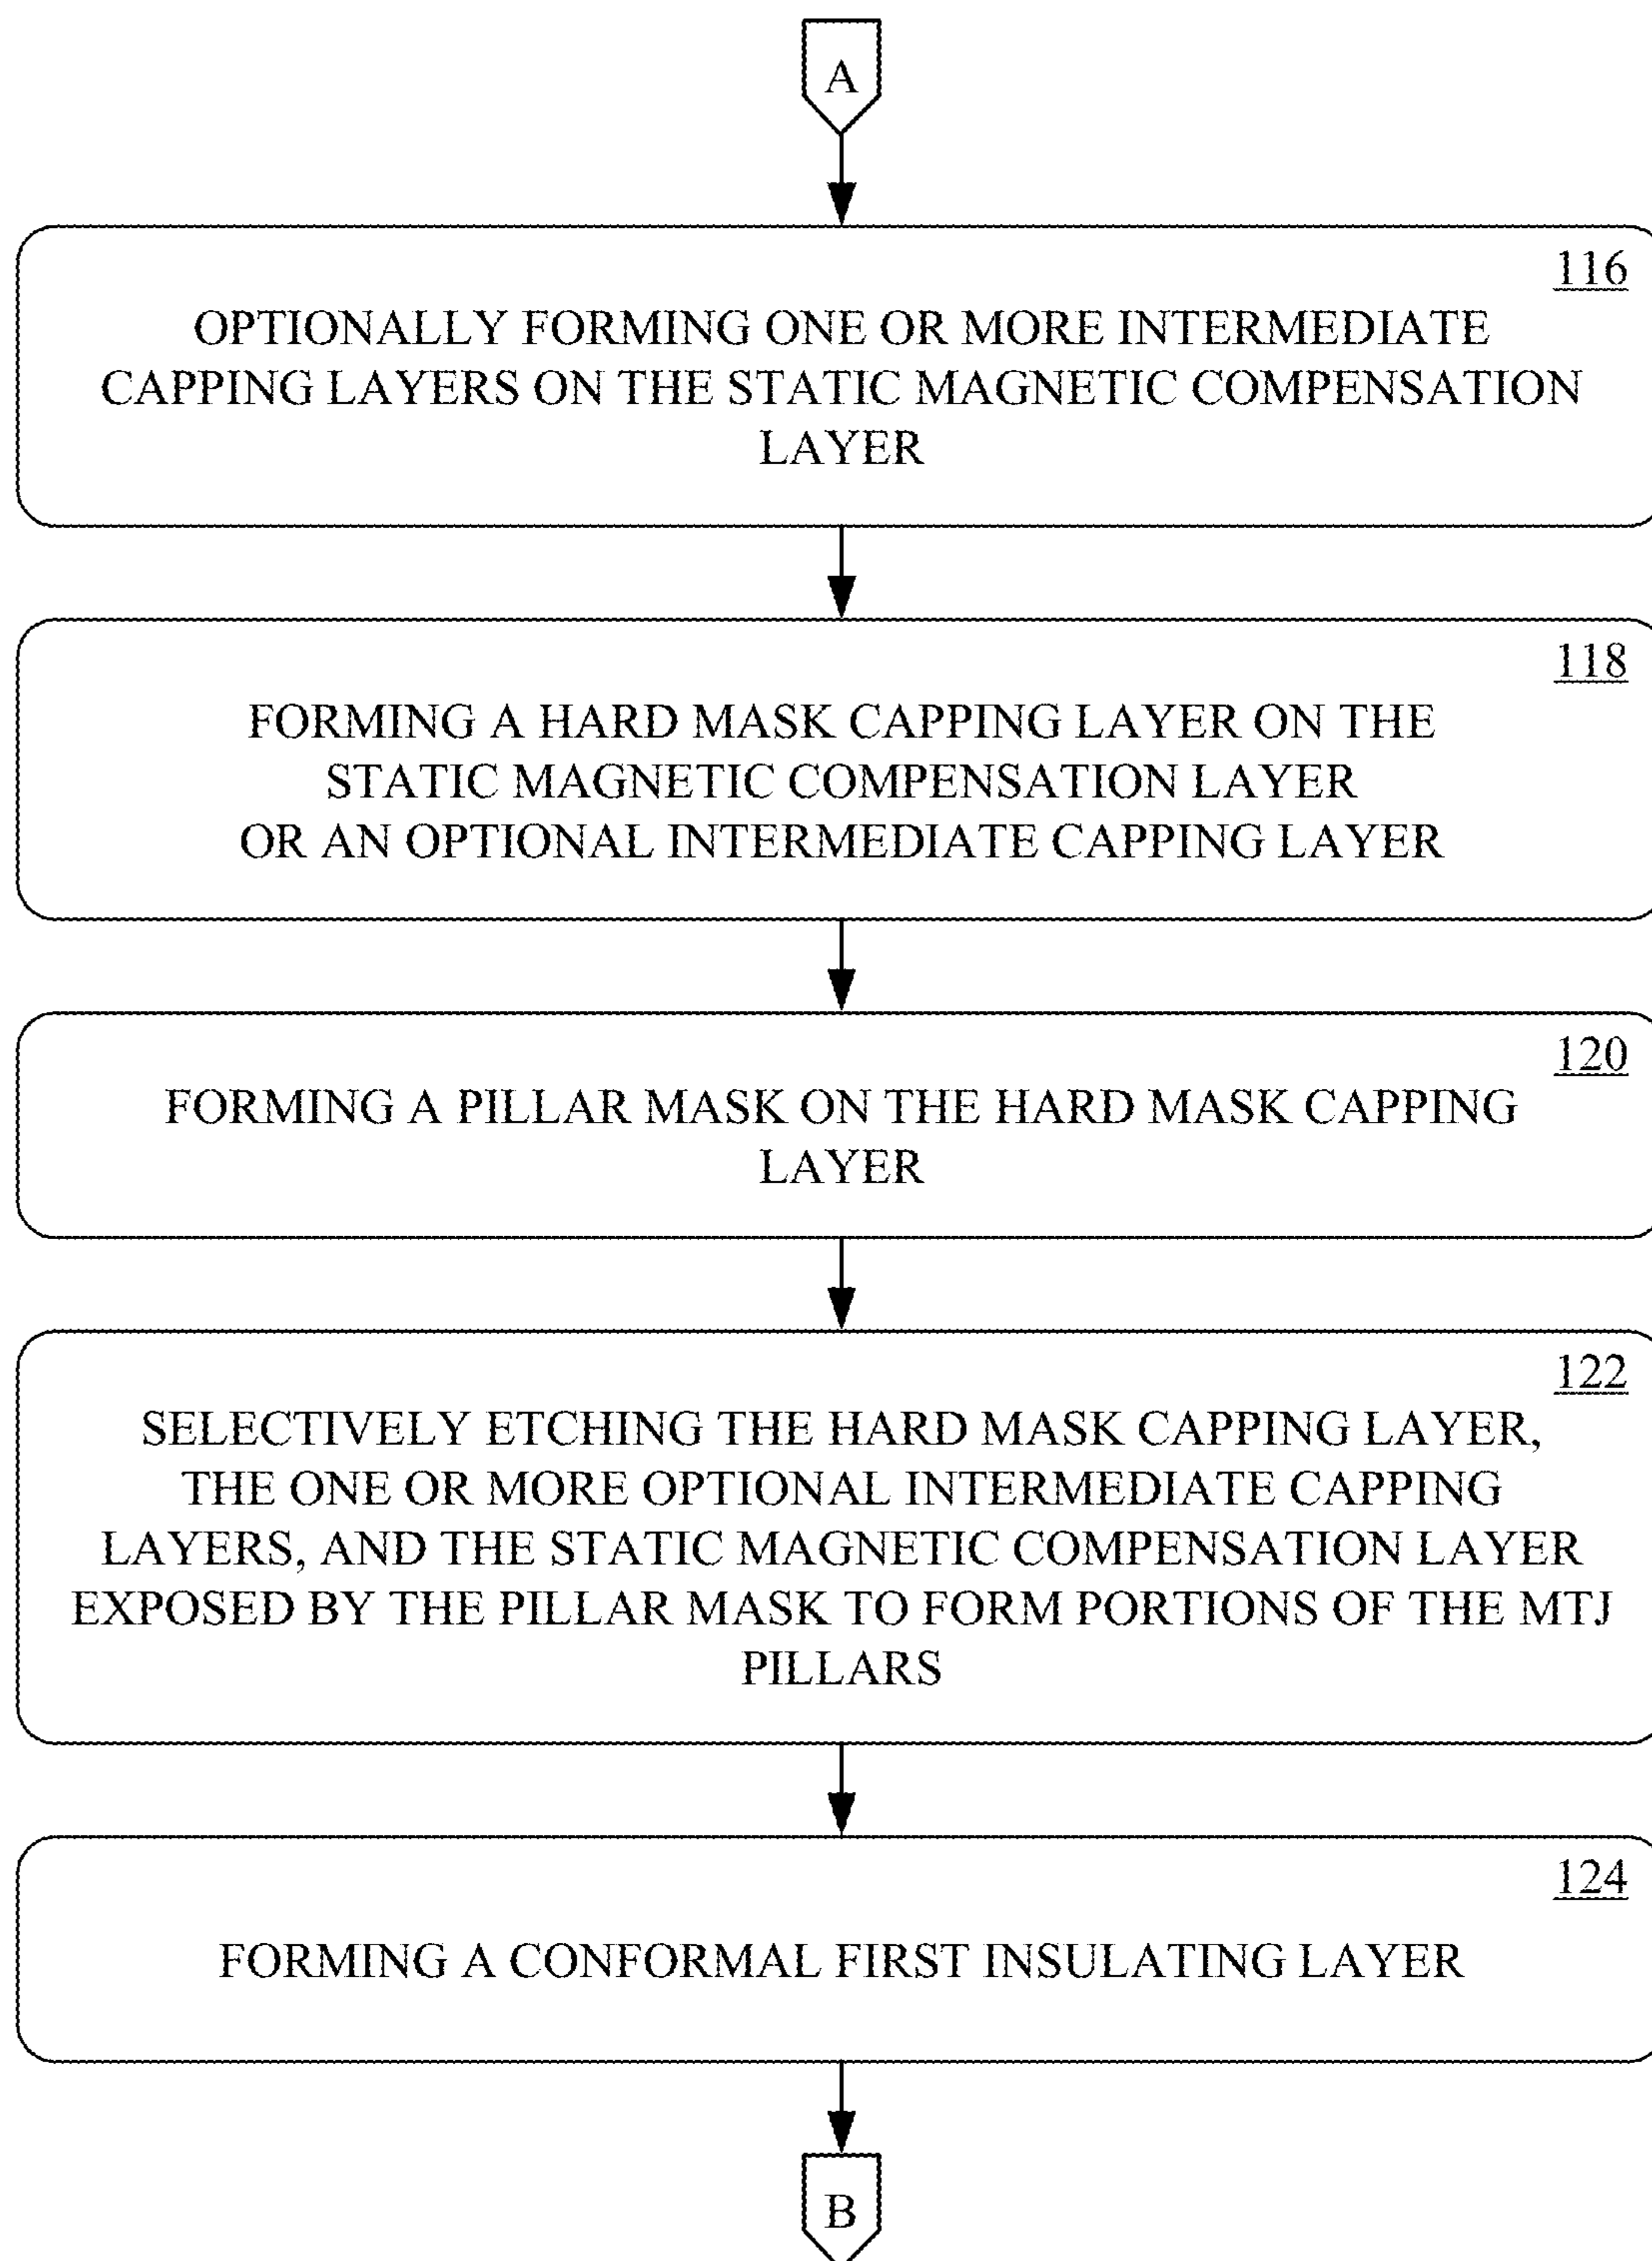 A
116
OPTIONALLY FORMING ONE OR MORE INTERMEDIATE
CAPPING LAYERS ON THE STATIC MAGNETIC COMPENSATION
LAYER
118
FORMING A HARD MASK CAPPING LAYER ON THE
STATIC MAGNETIC COMPENSATION LAYER
OR AN OPTIONAL INTERMEDIATE CAPPING LAYER
120
FORMING A PILLAR MASK ON THE HARD MASK CAPPING
LAYER
122
SELECTIVELY ETCHING THE HARD MASK CAPPING LAYER,
THE ONE OR MORE OPTIONAL INTERMEDIATE CAPPING
LAYERS, AND THE STATIC MAGNETIC COMPENSATION LAYER
EXPOSED BY THE PILLAR MASK TO FORM PORTIONS OF THE MTJ
PILLARS
124
FORMING A CONFORMAL FIRST INSULATING LAYER
B